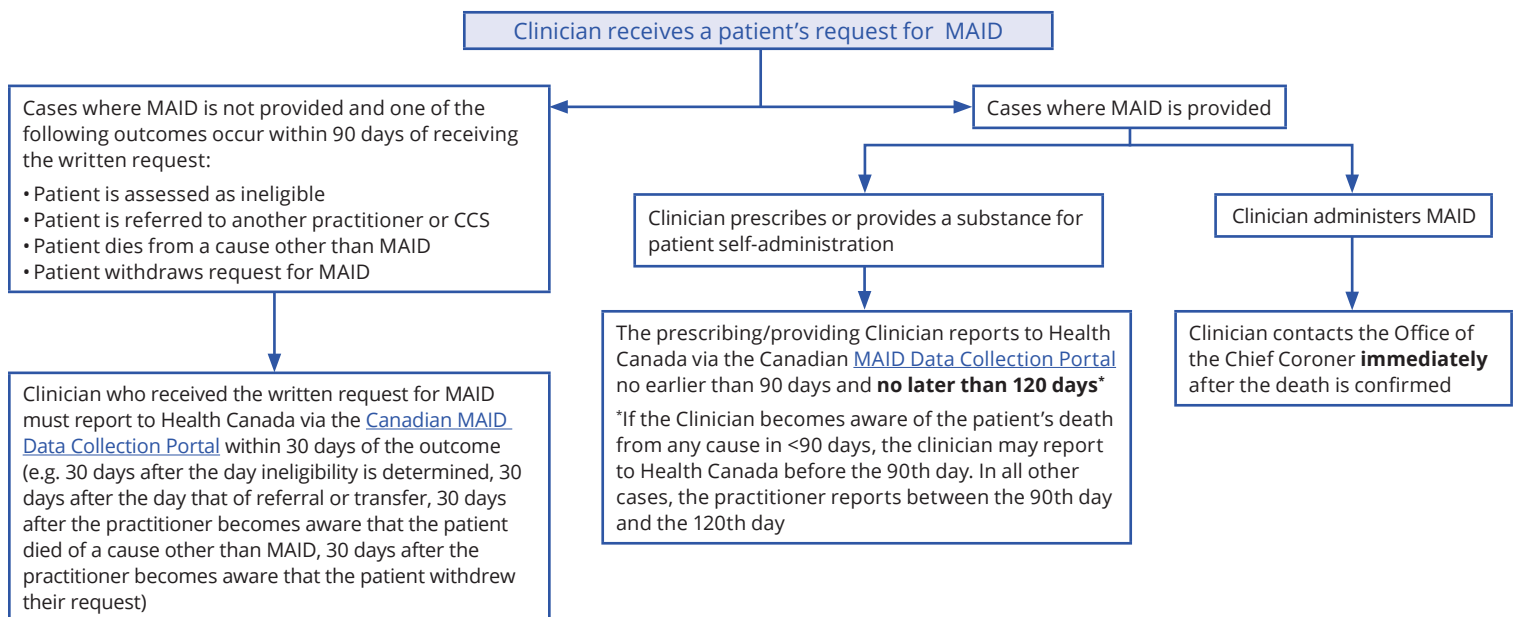 Clinician receives a patient's request for MAID
Cases where MAID is not provided and one of the
following outcomes occur within 90 days of receiving
the written request:
• Patient is assessed as ineligible
• Patient is referred to another practitioner or CCS
• Patient dies from a cause other than MAID
• Patient withdraws request for MAID
Clinician who received the written request for MAID
must report to Health Canada via the Canadian MAID
Data Collection Portal within 30 days of the outcome
(e.g. 30 days after the day ineligibility is determined, 30
days after the day that of referral or transfer, 30 days
after the practitioner becomes aware that the patient
died of a cause other than MAID, 30 days after the
practitioner becomes aware that the patient withdrew
their request)
Cases where MAID is provided
Clinician prescribes or provides a substance for
patient self-administration
The prescribing/providing Clinician reports to Health
Canada via the Canadian MAID Data Collection Portal
no earlier than 90 days and no later than 120 days*
*If the Clinician becomes aware of the patient's death
from any cause in <90 days, the clinician may report
to Health Canada before the 90th day. In all other
cases, the practitioner reports between the 90th day
and the 120th day
Clinician administers MAID
Clinician contacts the Office of
the Chief Coroner immediately
after the death is confirmed